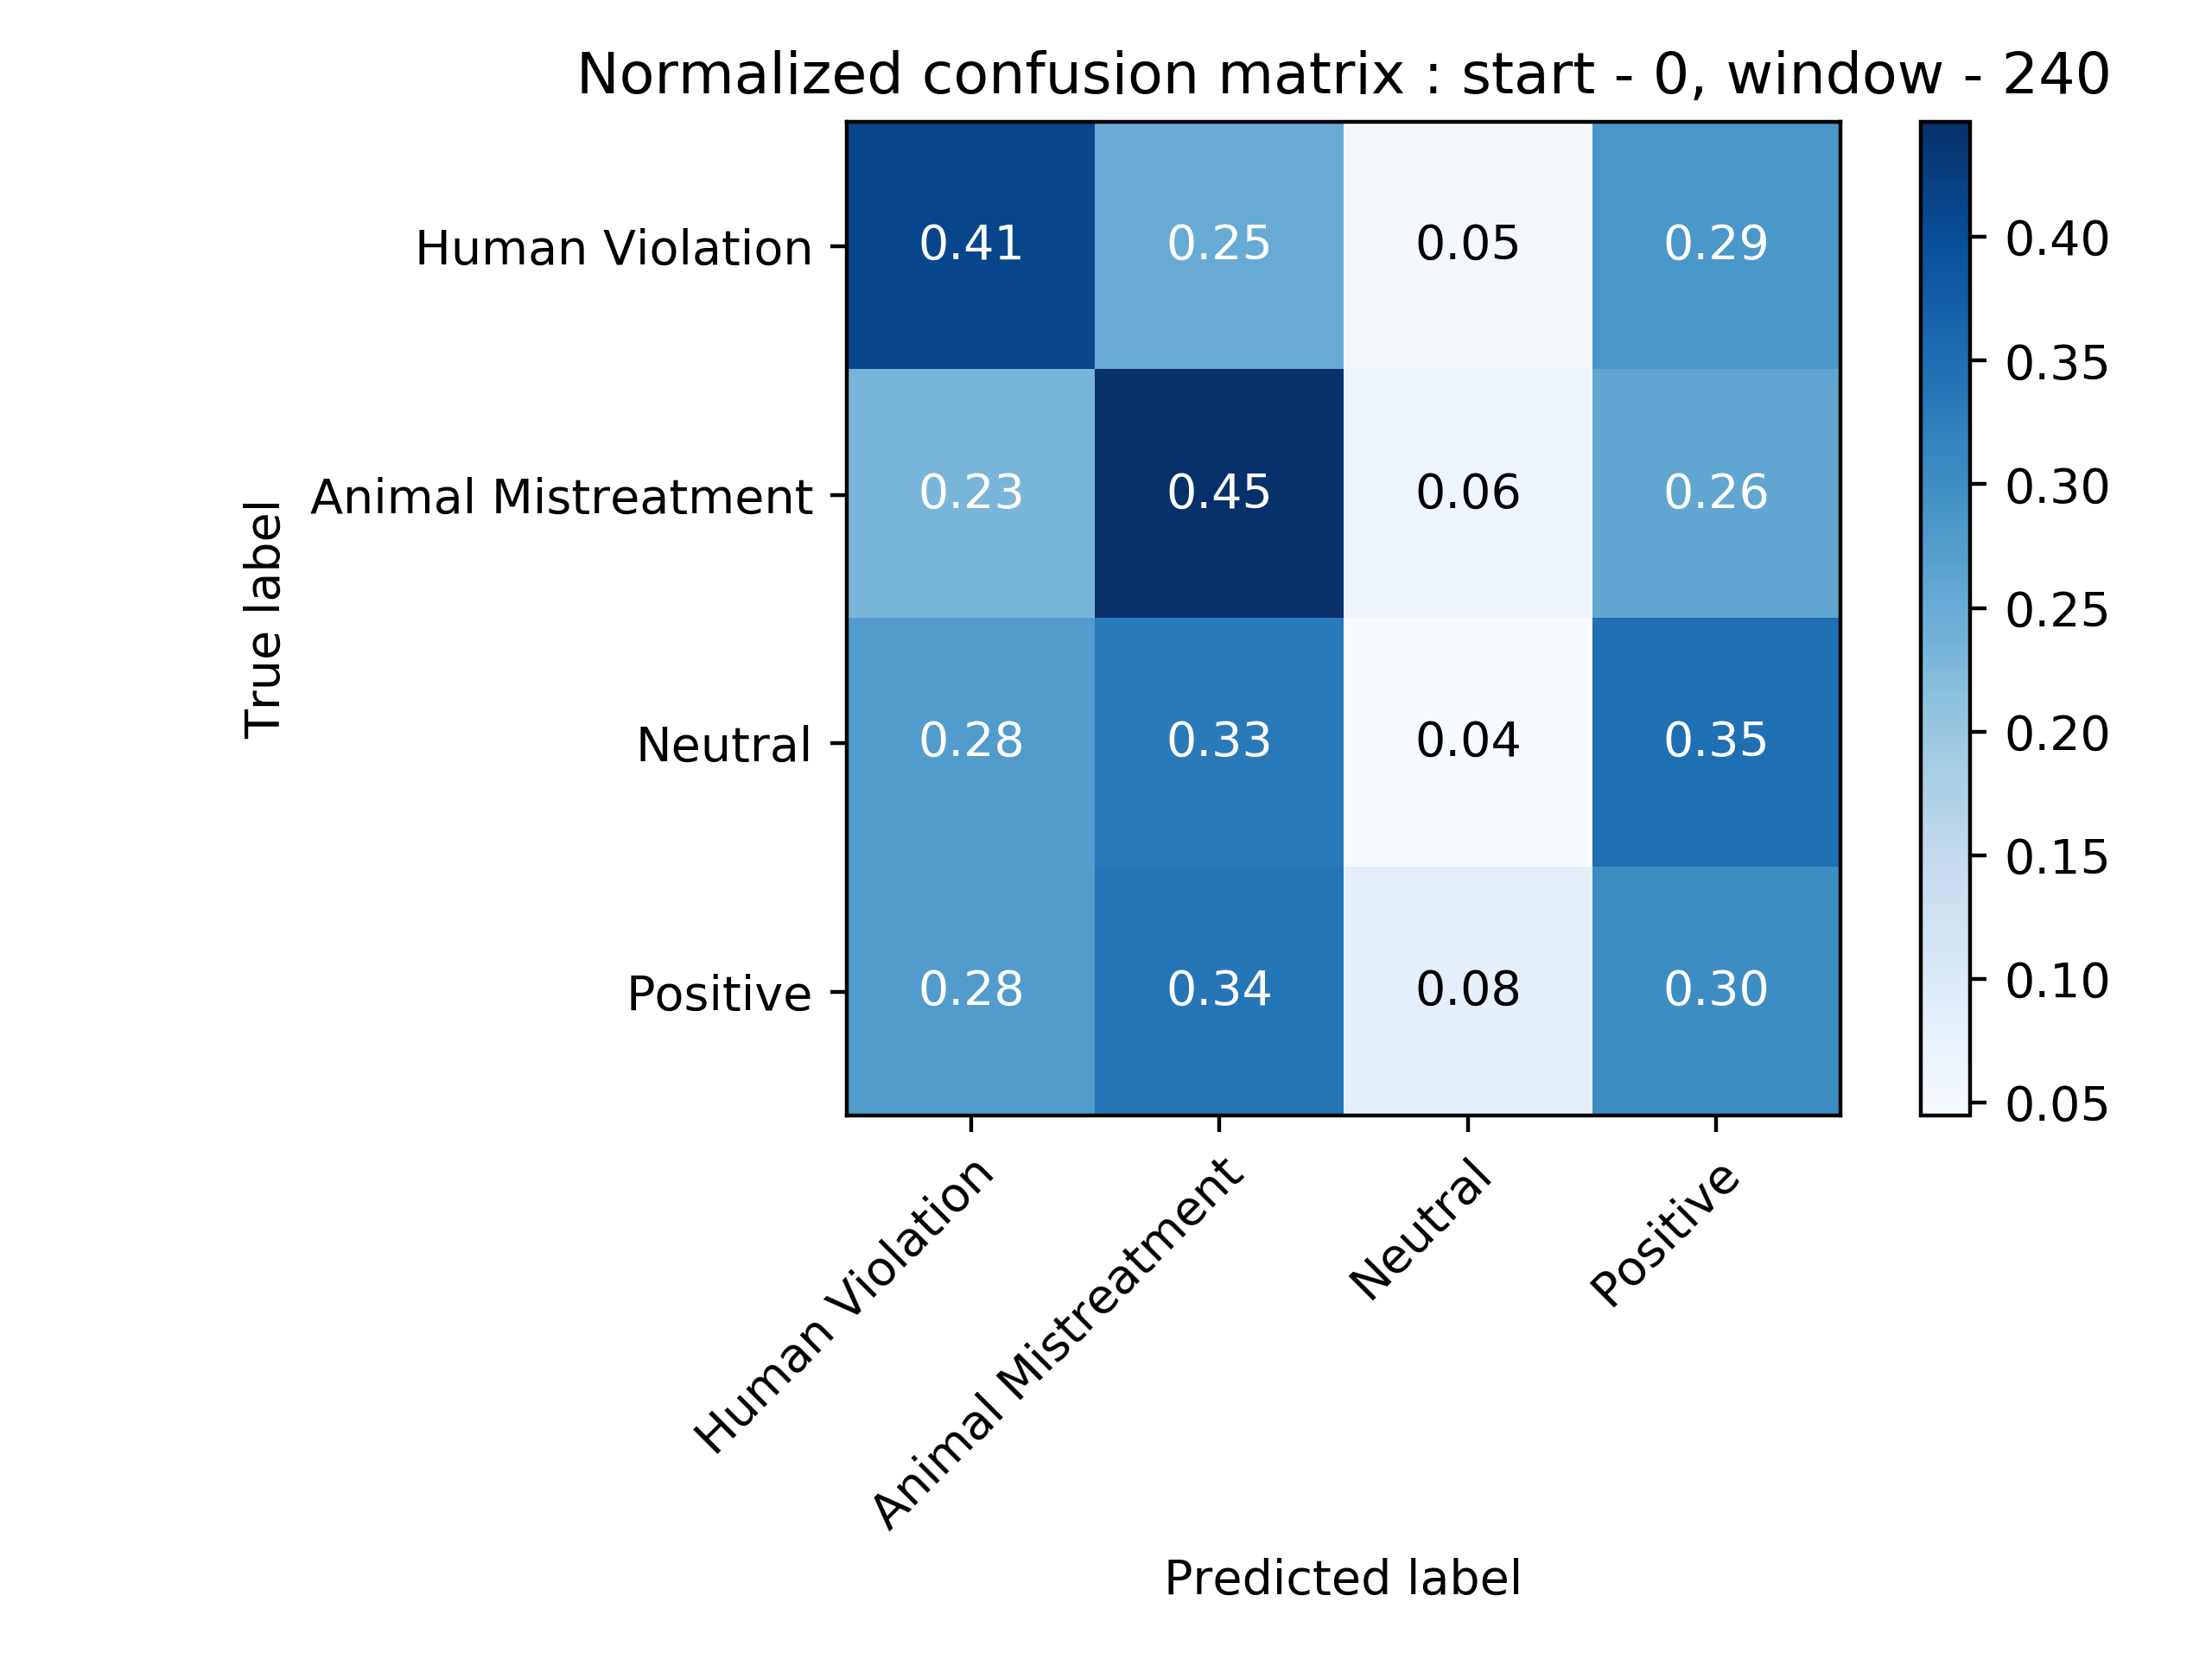 Normalized confusion matrix : start - 0, window - 240
True label
Human Violation 0.41 0.25 0.05 0.29
Animal Mistreatment 0.23 0.45 0.06 0.26
Neutral 0.28 0.33 0.04 0.35
Positive 0.28 0.34 0.08 0.30
Human Violation
Animal Mistreatment
Neutral
Positive
Predicted label
0.40
0.35
0.30
0.25
0.20
0.15
0.10
0.05